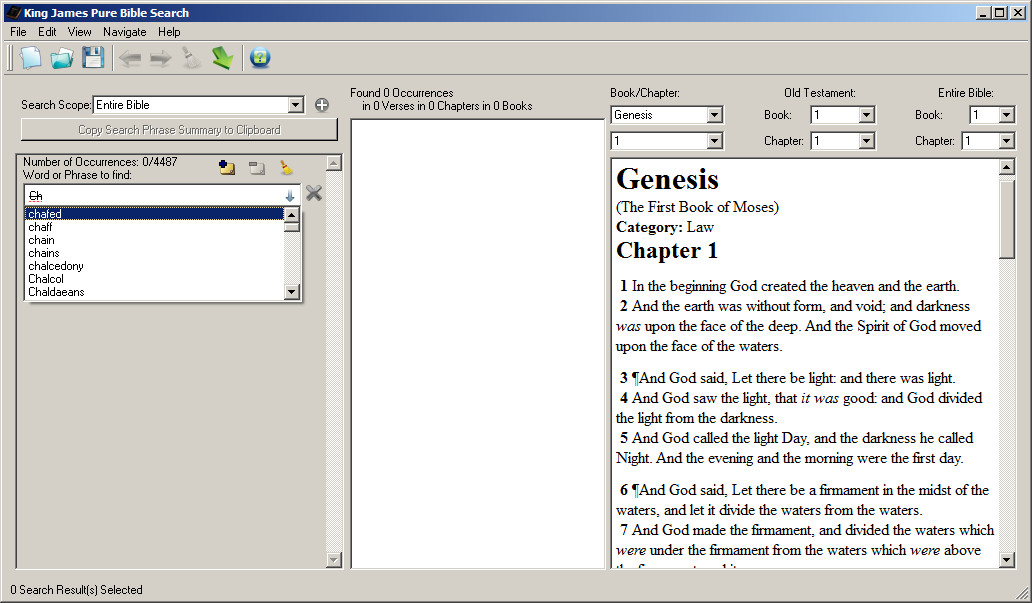 King James Pure Bible Search
File Edit View Navigate Help
Search Scope: Entire Bible
Copy Search Phrase Summary to Clipboard
Number of Occurrences: 0/4487
Word or Phrase to find:
Ch
chafed
chaff
chain
chains
chalcedony
Chalcol
Chaldaeans
Found 0 Occurrences
in 0 Verses in 0 Chapters in 0 Books
Book/Chapter: Old Testament: Entire Bible:
Genesis Book: 1 Book: 1
1 Chapter: 1 Chapter: 1
Genesis
(The First Book of Moses)
Category: Law
Chapter 1
1 In the beginning God created the heaven and the earth.
2 And the earth was without form, and void; and darkness
was upon the face of the deep. And the Spirit of God moved
upon the face of the waters.
3 ¶And God said, Let there be light: and there was light.
4 And God saw the light, that it was good: and God divided
the light from the darkness.
5 And God called the light Day, and the darkness he called
Night. And the evening and the morning were the first day.
6 ¶And God said, Let there be a firmament in the midst of the
waters, and let it divide the waters from the waters.
7 And God made the firmament, and divided the waters which
were under the firmament from the waters which were above
0 Search Result(s) Selected